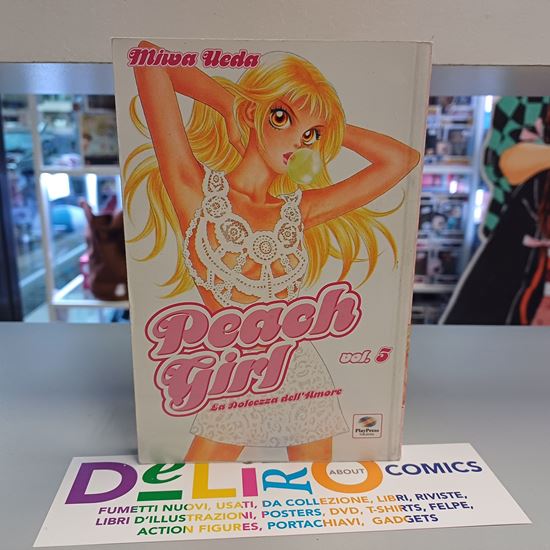 Miwa Ueda
Peach
Girl
vol. 5
La Dolcezza dell'Amore
PlayPress
DeLiRO ABOUT COMICS
FUMETTI NUOVI, USATI, DA COLLEZIONE, LIBRI, RIVISTE,
LIBRI D'ILLUSTRAZIONI, POSTERS, DVD, T-SHIRTS, FELPE,
ACTION FIGURES, PORTACHIAVI, GADGETS